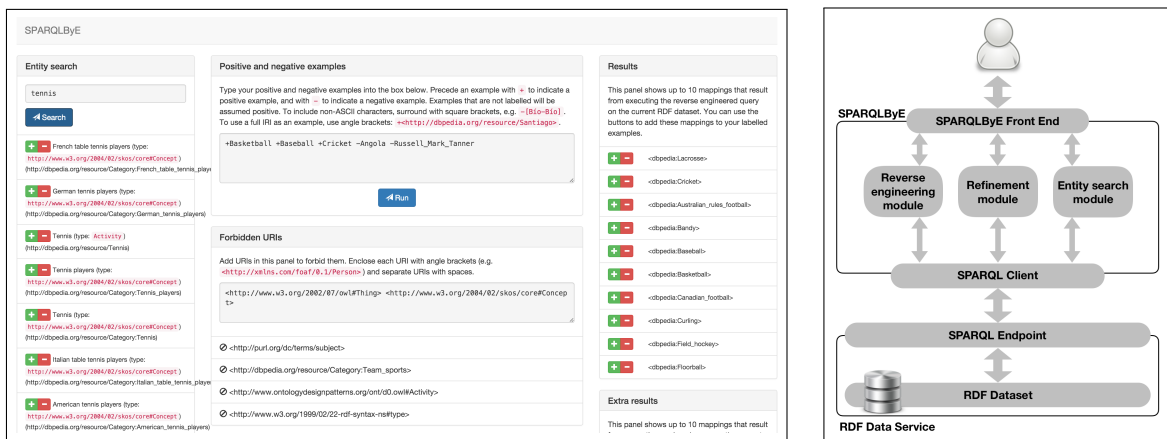 SPARQLByE
Entity search
tennis
Search
+ − French table tennis players (type:
http://www.w3.org/2004/02/skos/core#Concept)
(http://dbpedia.org/resource/Category:French_table_tennis_playe
+ − German tennis players (type:
http://www.w3.org/2004/02/skos/core#Concept)
(http://dbpedia.org/resource/Category:German_tennis_players)
+ − Tennis (type: Activity)
(http://dbpedia.org/resource/Tennis)
+ − Tennis players (type:
http://www.w3.org/2004/02/skos/core#Concept)
(http://dbpedia.org/resource/Category:Tennis_players)
+ − Tennis (type:
http://www.w3.org/2004/02/skos/core#Concept)
(http://dbpedia.org/resource/Category:Tennis)
+ − Italian table tennis players (type:
http://www.w3.org/2004/02/skos/core#Concept)
(http://dbpedia.org/resource/Category:Italian_table_tennis_playe
+ − American tennis players (type:
http://www.w3.org/2004/02/skos/core#Concept)
(http://dbpedia.org/resource/Category:American_tennis_players)
Positive and negative examples
Type your positive and negative examples into the box below. Precede an example with + to indicate a
positive example, and with − to indicate a negative example. Examples that are not labelled will be
assumed positive. To include non-ASCII characters, surround with square brackets, e.g. −[Bío-Bío].
To use a full IRI as an example, use angle brackets: +<http://dbpedia.org/resource/Santiago>.
+Basketball +Baseball +Cricket −Angola −Russell_Mark_Tanner
Run
Forbidden URIs
Add URIs in this panel to forbid them. Enclose each URI with angle brackets (e.g.
<http://xmlns.com/foaf/0.1/Person>) and separate URIs with spaces.
<http://www.w3.org/2002/07/owl#Thing> <http://www.w3.org/2004/02/skos/core#Concep
t>
<http://purl.org/dc/terms/subject>
<http://dbpedia.org/resource/Category:Team_sports>
<http://www.ontologydesignpatterns.org/ont/d0.owl#Activity>
<http://www.w3.org/1999/02/22-rdf-syntax-ns#type>
Results
This panel shows up to 10 mappings that result
from executing the reverse engineered query
on the current RDF dataset. You can use the
buttons to add these mappings to your labelled
examples.
+ − <dbpedia:Lacrosse>
+ − <dbpedia:Cricket>
+ − <dbpedia:Australian_rules_football>
+ − <dbpedia:Bandy>
+ − <dbpedia:Baseball>
+ − <dbpedia:Basketball>
+ − <dbpedia:Canadian_football>
+ − <dbpedia:Curling>
+ − <dbpedia:Field_hockey>
+ − <dbpedia:Floorball>
Extra results
This panel shows up to 10 mappings that result
SPARQLByE
SPARQLByE Front End
Reverse
engineering
module
Refinement
module
Entity search
module
SPARQL Client
SPARQL Endpoint
RDF Dataset
RDF Data Service